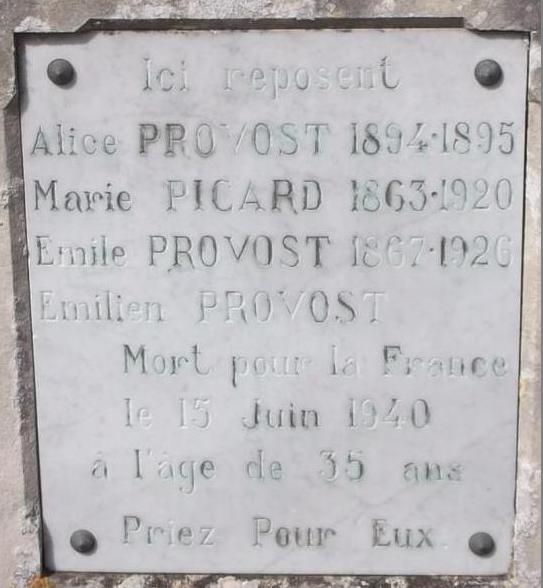 Ici reposent
Alice PROVOST 1894·1895
Marie PICARD 1863·1920
Emile PROVOST 1867·1926
Emilien PROVOST
Mort pour la France
le 15 Juin 1940
à l'âge de 35 ans
Priez Pour Eux